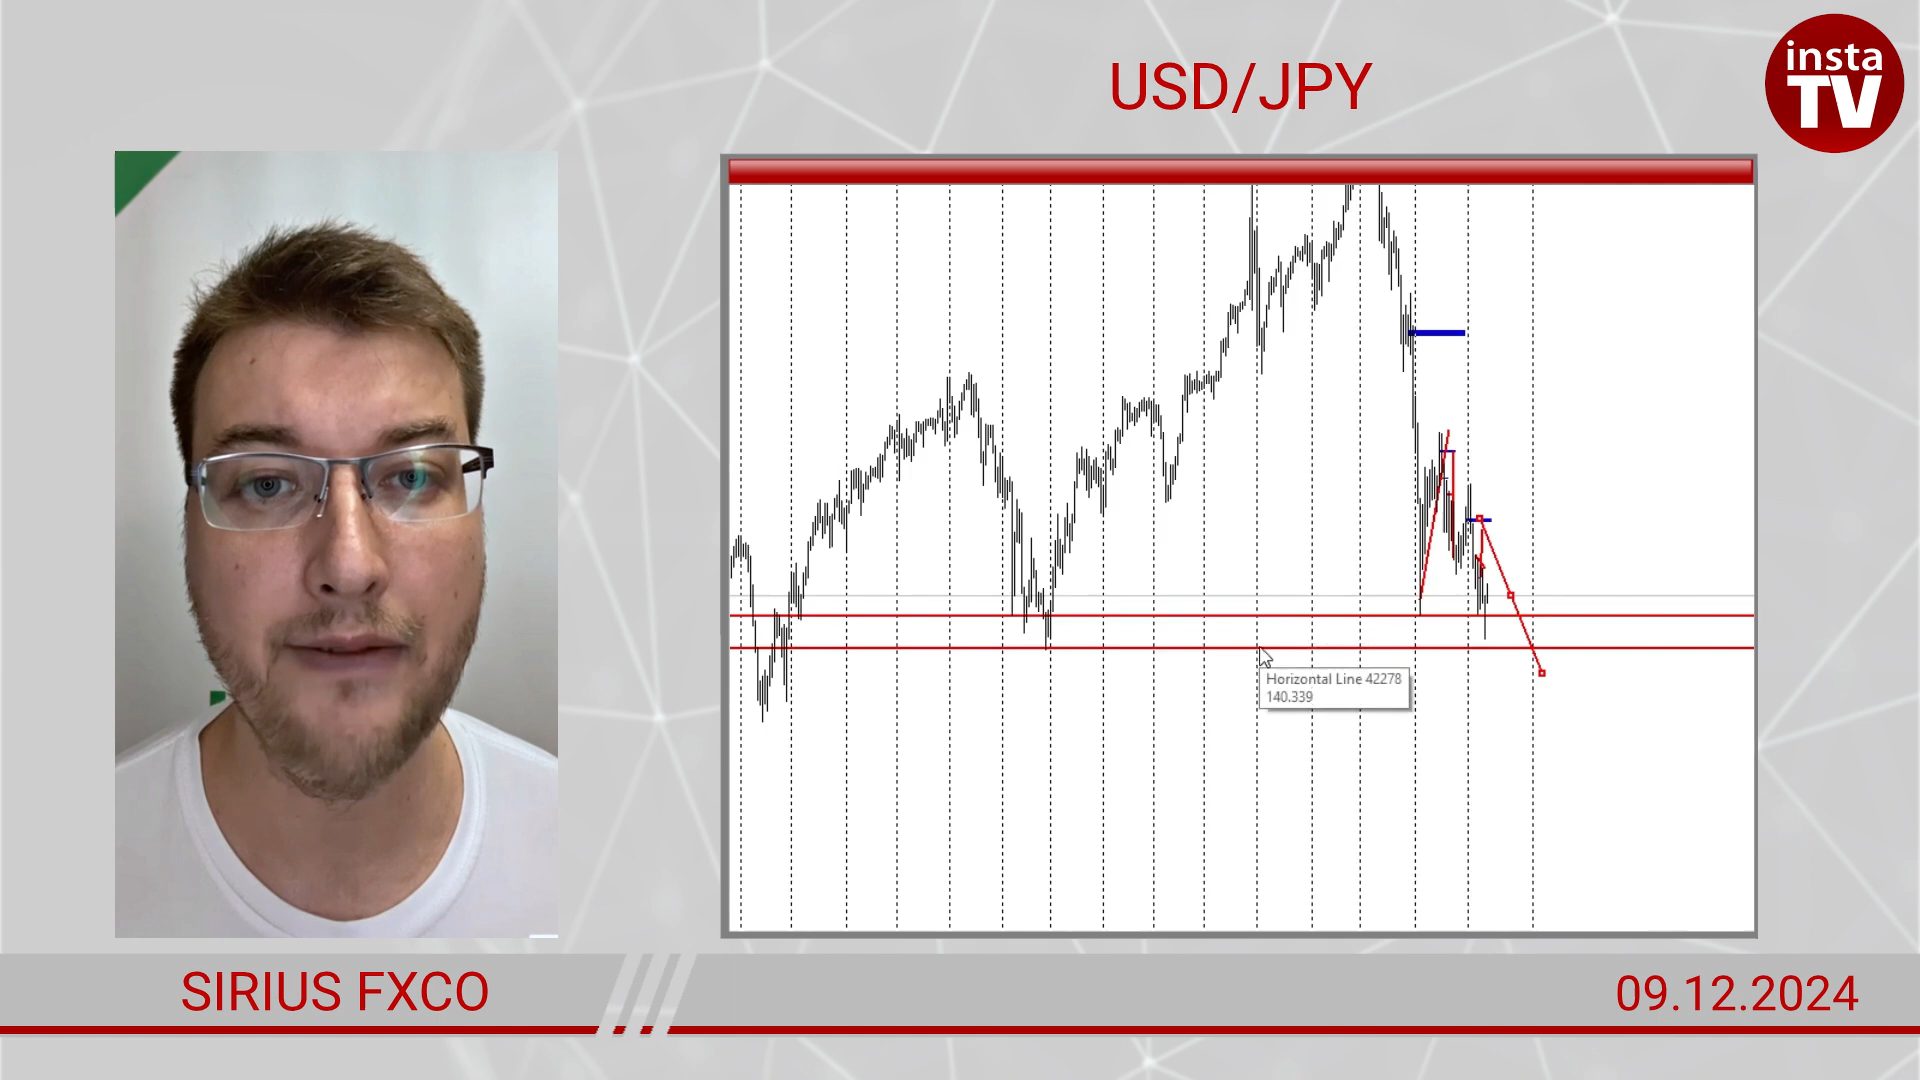 USD/JPY
insta
TV
Horizontal Line 42278
140.339
SIRIUS FXCO
09.12.2024